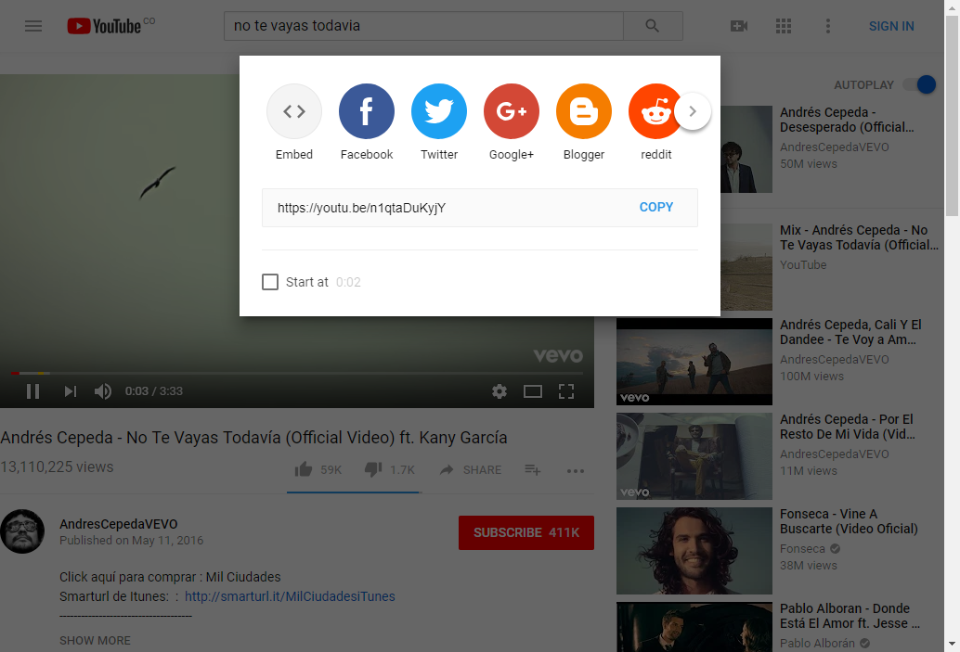 YouTube CO
no te vayas todavia
SIGN IN
Embed
Facebook
Twitter
Google+
Blogger
reddit
https://youtu.be/n1qtaDuKyjY
COPY
Start at 0:02
vevo
0:03 / 3:33
Andrés Cepeda - No Te Vayas Todavía (Official Video) ft. Kany García
13,110,225 views
59K
1.7K
SHARE
AndresCepedaVEVO
Published on May 11, 2016
SUBSCRIBE 411K
Click aquí para comprar : Mil Ciudades
Smarturl de Itunes: : http://smarturl.it/MilCiudadesiTunes
--------------------------------------
SHOW MORE
AUTOPLAY
Andrés Cepeda -
Desesperado (Official...
AndresCepedaVEVO
50M views
Mix - Andrés Cepeda - No
Te Vayas Todavía (Official...
YouTube
Andrés Cepeda, Cali Y El
Dandee - Te Voy a Am...
AndresCepedaVEVO
100M views
vevo
Andrés Cepeda - Por El
Resto De Mi Vida (Vid...
AndresCepedaVEVO
11M views
vevo
Fonseca - Vine A
Buscarte (Video Oficial)
Fonseca
38M views
Pablo Alboran - Donde
Está El Amor ft. Jesse ...
Pablo Alborán